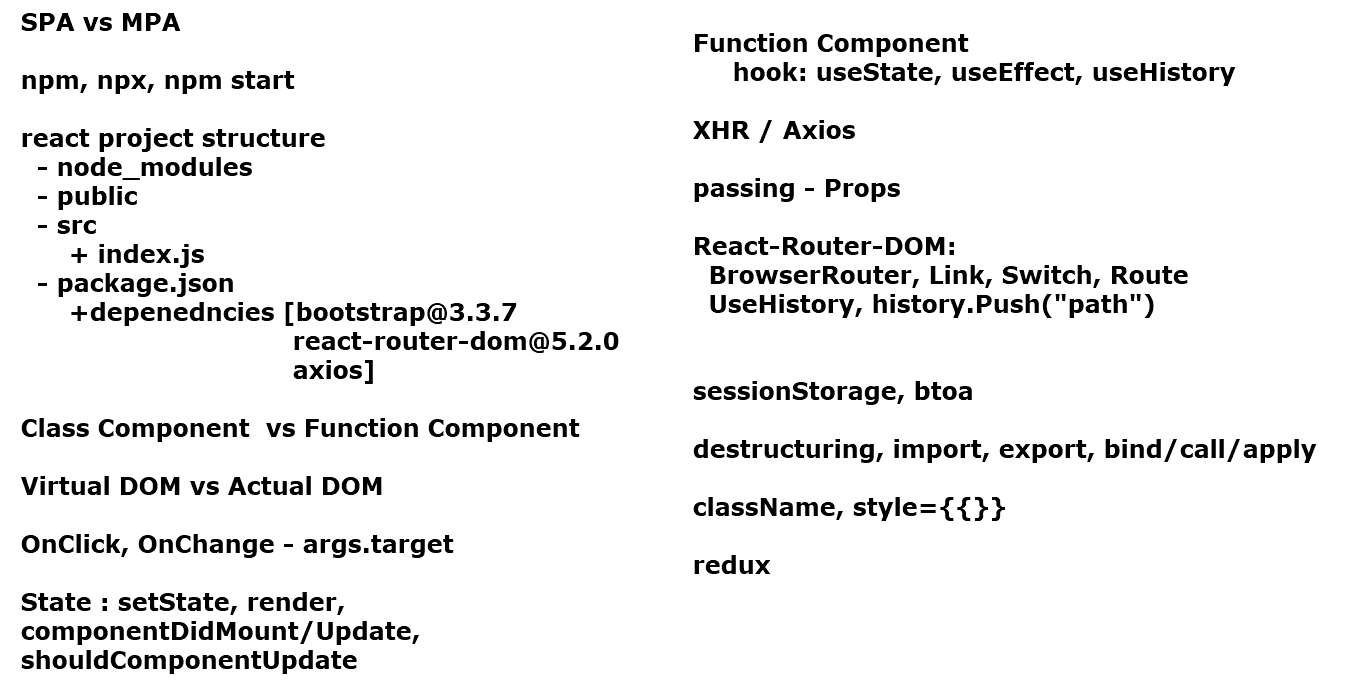 SPA vs MPA
npm, npx, npm start
react project structure
- node_modules
- public
- src
+ index.js
- package.json
+depenedncies [bootstrap@3.3.7
react-router-dom@5.2.0
axios]
Class Component  vs Function Component
Virtual DOM vs Actual DOM
OnClick, OnChange - args.target
State : setState, render,
componentDidMount/Update,
shouldComponentUpdate
Function Component
hook: useState, useEffect, useHistory
XHR / Axios
passing - Props
React-Router-DOM:
BrowserRouter, Link, Switch, Route
UseHistory, history.Push("path")
sessionStorage, btoa
destructuring, import, export, bind/call/apply
className, style={{}}
redux